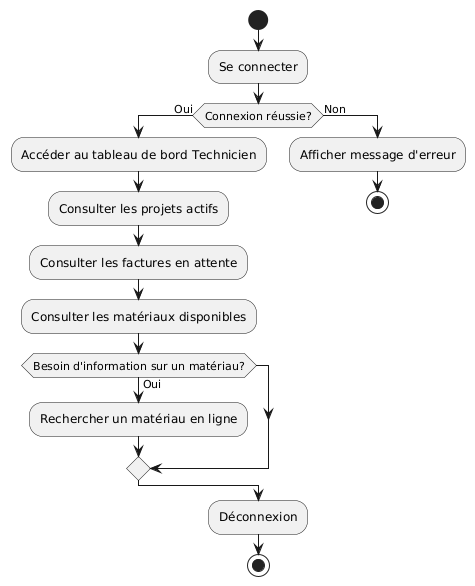 Se connecter
Connexion réussie?
Oui
Non
Accéder au tableau de bord Technicien
Afficher message d'erreur
Consulter les projets actifs
Consulter les factures en attente
Consulter les matériaux disponibles
Besoin d'information sur un matériau?
Oui
Rechercher un matériau en ligne
Déconnexion